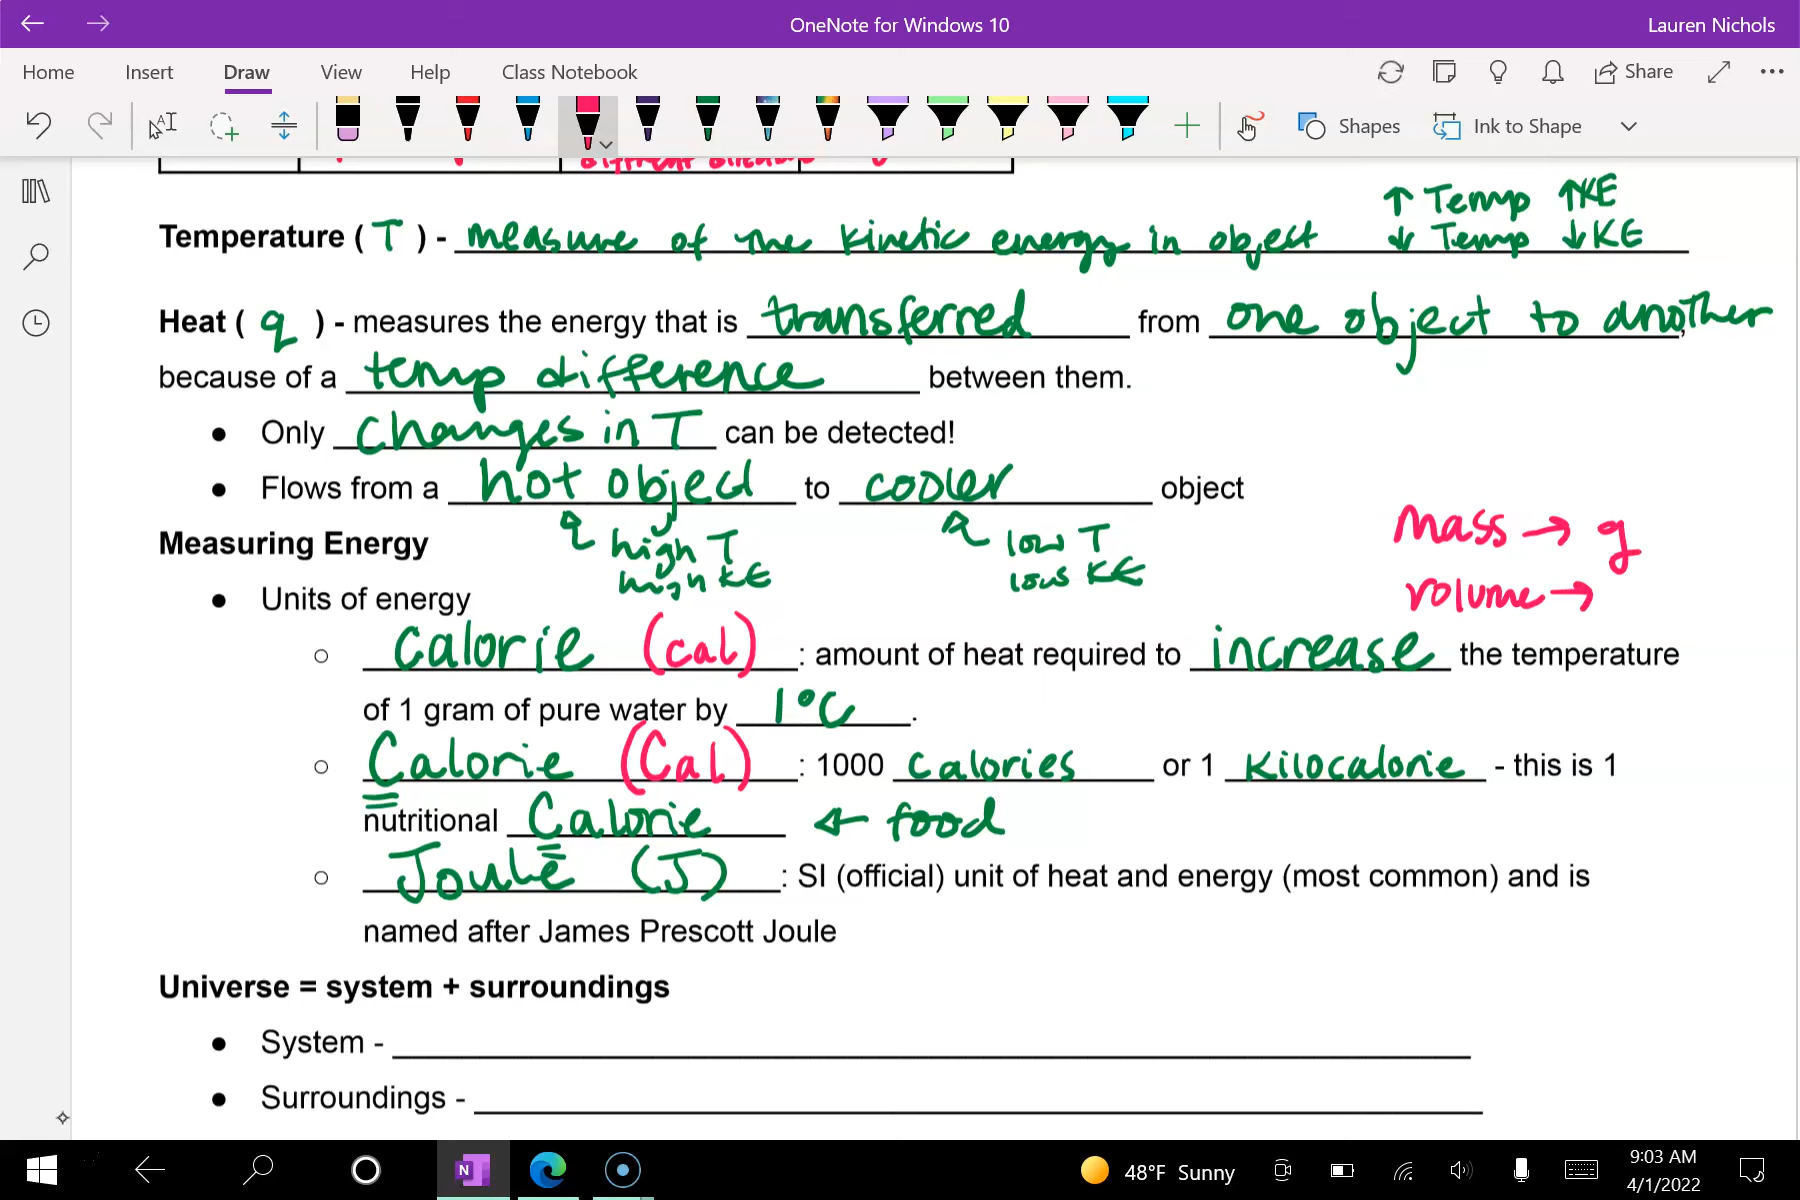 OneNote for Windows 10
Lauren Nichols
Home Insert Draw View Help Class Notebook Share
Shapes Ink to Shape
↑ Temp ↑KE
Temperature ( T ) - measure of the kinetic energy in object ↓ Temp ↓KE
Heat ( q ) - measures the energy that is transferred from one object to another,
because of a temp difference between them.
● Only changes in T can be detected!
● Flows from a hot object to cooler object
mass → g
Measuring Energy high T low T
high KE low KE
volume →
● Units of energy
○ calorie (cal) : amount of heat required to increase the temperature
of 1 gram of pure water by 1°C.
○ Calorie (Cal) : 1000 calories or 1 kilocalorie - this is 1
nutritional Calorie ← food
○ Joule (J) : SI (official) unit of heat and energy (most common) and is
named after James Prescott Joule
Universe = system + surroundings
● System -
● Surroundings -
48°F Sunny
9:03 AM
4/1/2022